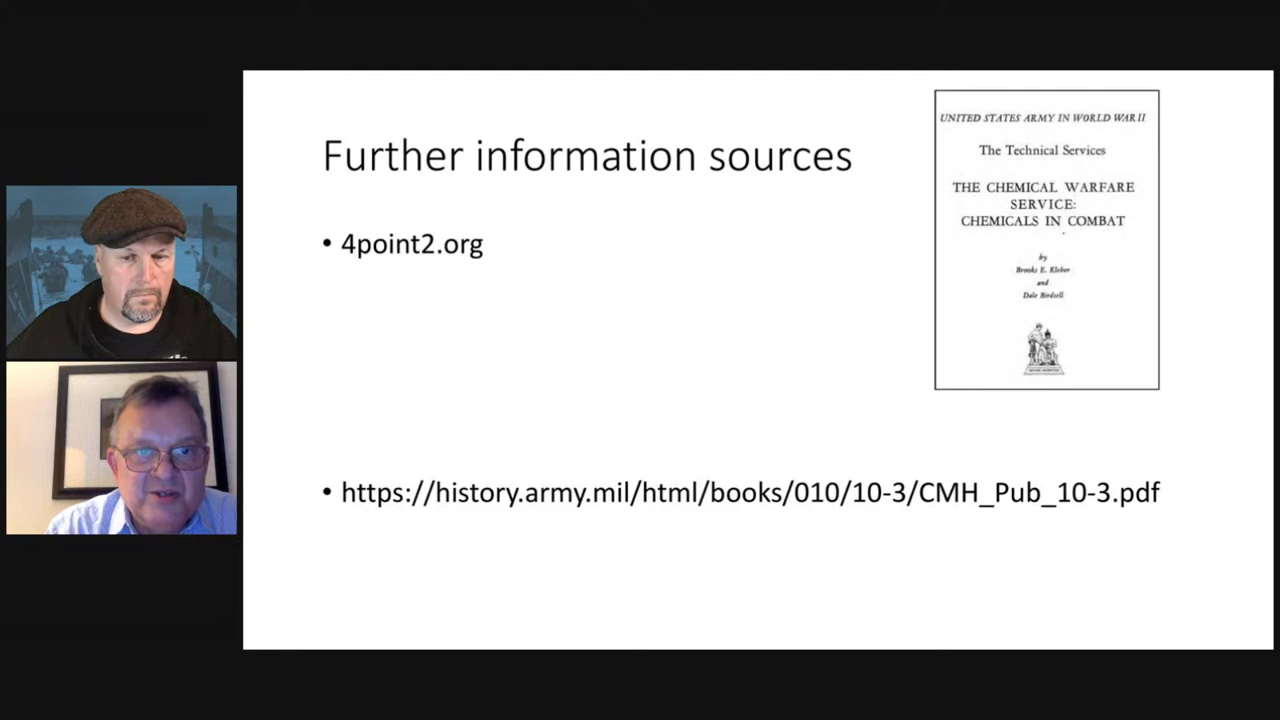 Further information sources
• 4point2.org
UNITED STATES ARMY IN WORLD WAR II
The Technical Services
THE CHEMICAL WARFARE
SERVICE:
CHEMICALS IN COMBAT
by
Brooks E. Kleber
and
Dale Birdsell
• https://history.army.mil/html/books/010/10-3/CMH_Pub_10-3.pdf